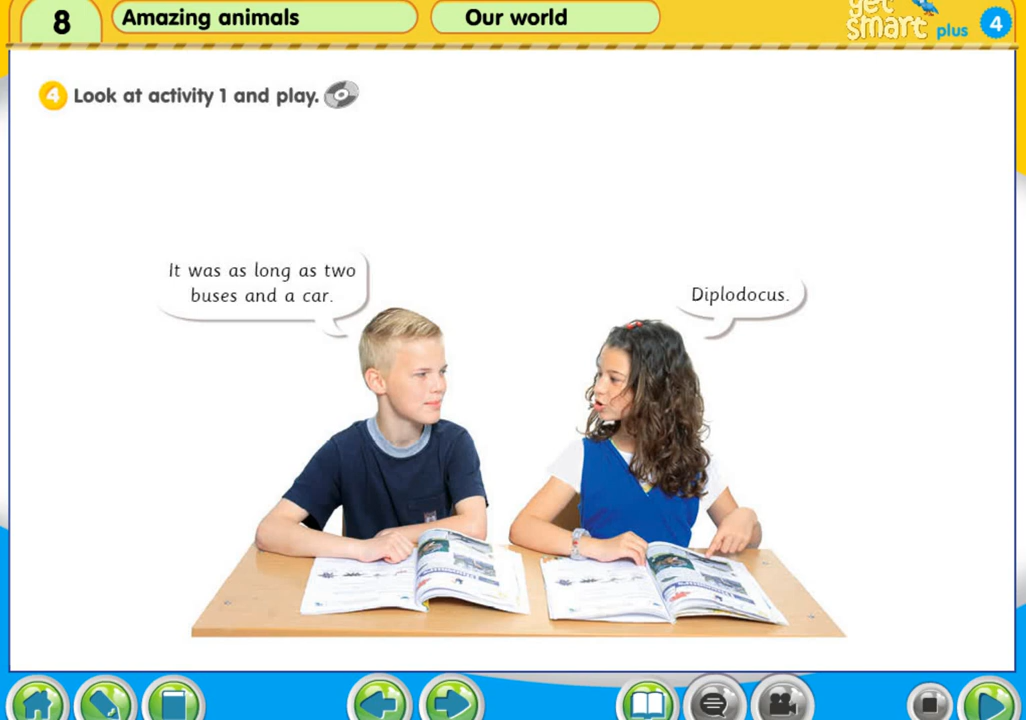 8
Amazing animals
Our world
get
smart plus 4
4 Look at activity 1 and play.
It was as long as two
buses and a car.
Diplodocus.